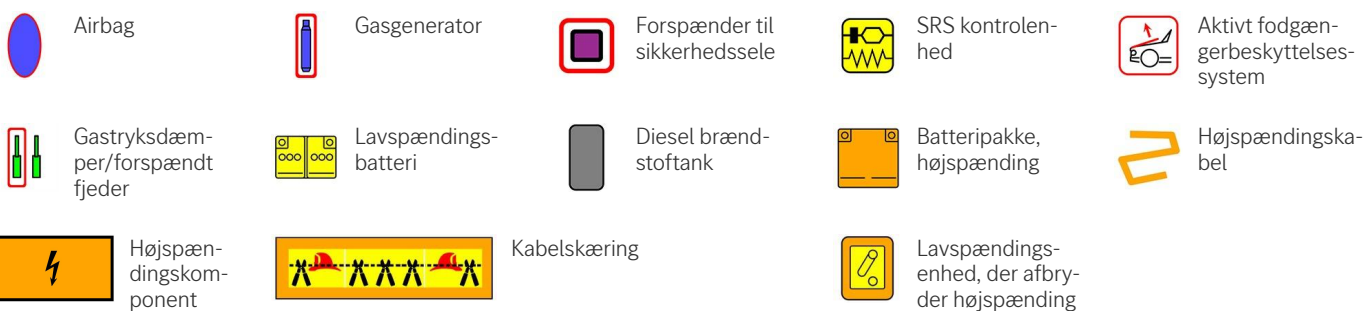 Airbag
Gasgenerator
Forspænder til
sikkerhedssele
SRS kontrolen-
hed
Aktivt fodgæn-
gerbeskyttelses-
system
Gastryksdæm-
per/forspændt
fjeder
Lavspændings-
batteri
Diesel brænd-
stoftank
Batteripakke,
højspænding
Højspændingska-
bel
Højspæn-
dingskom-
ponent
Kabelskæring
Lavspændings-
enhed, der afbry-
der højspænding